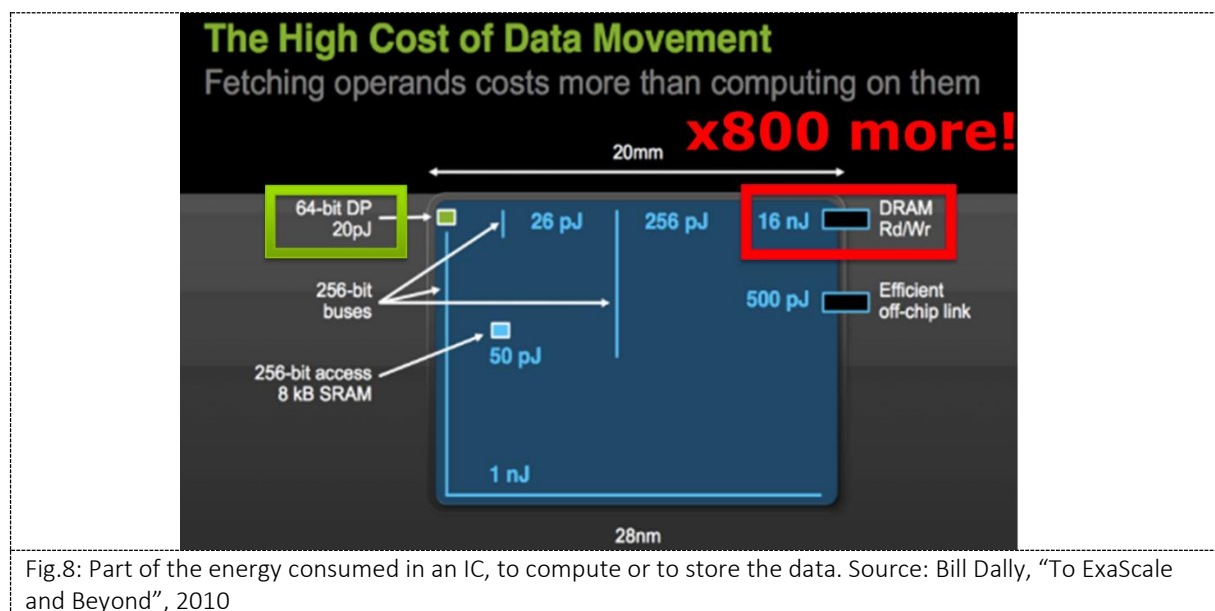 The High Cost of Data Movement
Fetching operands costs more than computing on them
x800 more!
20mm
64-bit DP
20pJ
26 pJ
256 pJ
16 nJ
DRAM
Rd/Wr
256-bit
buses
500 pJ
Efficient
off-chip link
50 pJ
256-bit access
8 kB SRAM
1 nJ
28nm
Fig.8: Part of the energy consumed in an IC, to compute or to store the data. Source: Bill Dally, “To ExaScale
and Beyond”, 2010